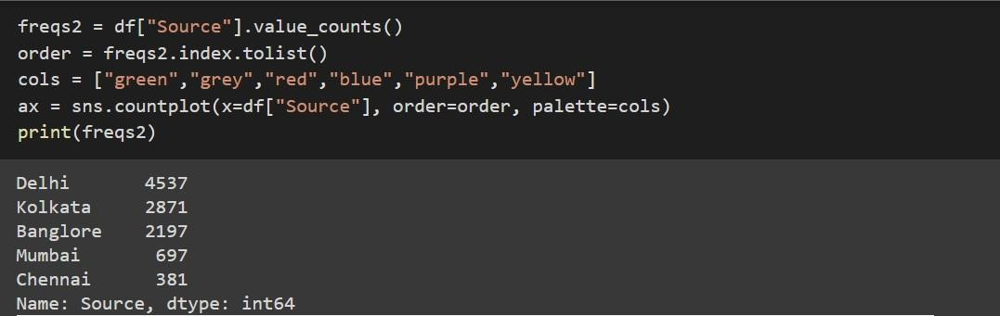 freqs2 = df["Source"].value_counts()
order = freqs2.index.tolist()
cols = ["green","grey","red","blue","purple","yellow"]
ax = sns.countplot(x=df["Source"], order=order, palette=cols)
print(freqs2)
Delhi 4537
Kolkata 2871
Banglore 2197
Mumbai 697
Chennai 381
Name: Source, dtype: int64